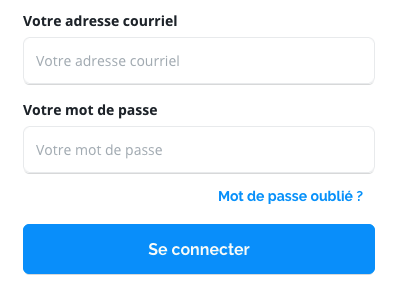 Votre adresse courriel
Votre adresse courriel
Votre mot de passe
Votre mot de passe
Mot de passe oublié ?
Se connecter